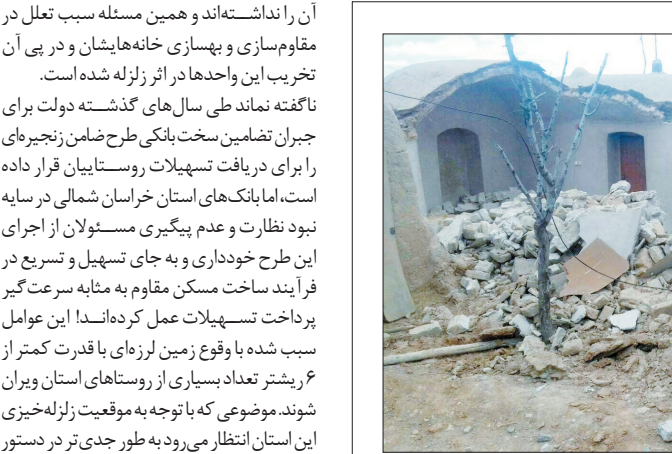 آن را نداشته‌اند و همین مسئله سبب تعلل در
مقاوم‌سازی و بهسازی خانه‌هایشان و در پی آن
تخریب این واحدها در اثر زلزله شده است.
ناگفته نماند طی سال‌های گذشته دولت برای
جبران تضامین سخت بانکی طرح ضامن زنجیره‌ای
را برای دریافت تسهیلات روستاییان قرار داده
است، اما بانک‌های استان خراسان شمالی در سایه
نبود نظارت و عدم پیگیری مسئولان از اجرای
این طرح خودداری و به جای تسهیل و تسریع در
فرآیند ساخت مسکن مقاوم به مثابه سرعت‌گیر
پرداخت تسهیلات عمل کرده‌اند! این عوامل
سبب شده با وقوع زمین لرزه‌ای با قدرت کمتر از
۶ ریشتر تعداد بسیاری از روستاهای استان ویران
شوند. موضوعی که با توجه به موقعیت زلزله‌خیزی
این استان انتظار می‌رود به طور جدی‌تر در دستور